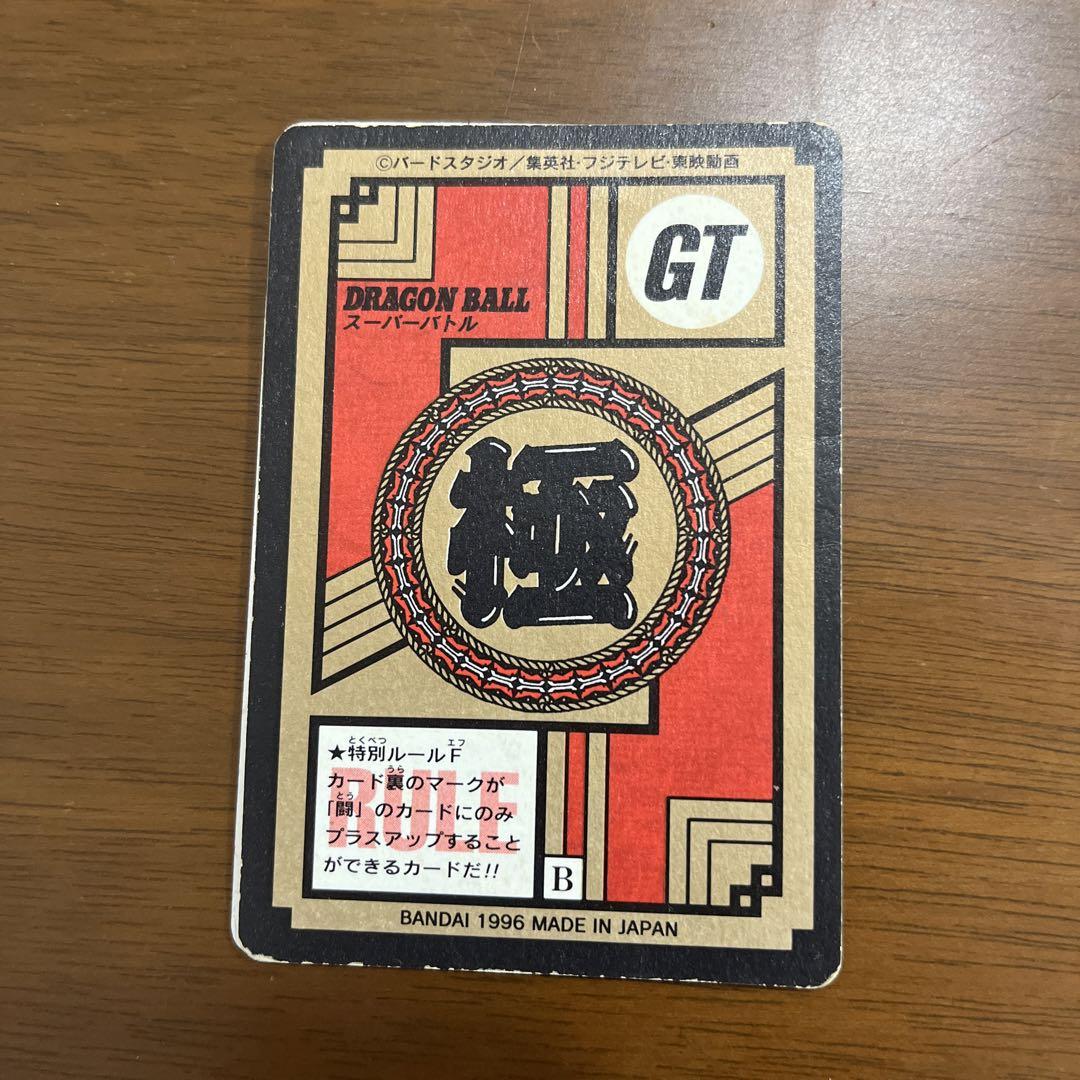 ©バードスタジオ／集英社・フジテレビ・東映動画
GT
DRAGON BALL
スーパーバトル
極
★特別ルールF
とくべつ エフ
カード裏のマークが
うら
「闘」のカードにのみ
とう
プラスアップすること
ができるカードだ!!
RULE
B
BANDAI 1996 MADE IN JAPAN